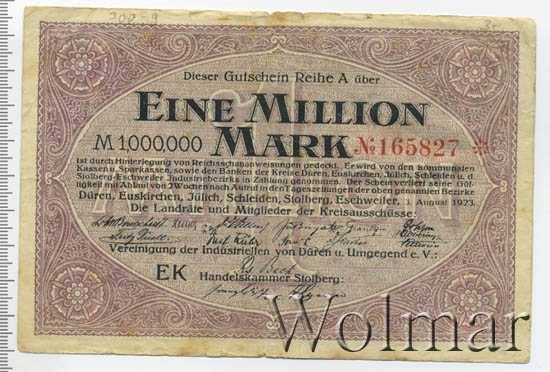 308-9
Dieser Gutschein Reihe A über
EINE MILLION
M 1,000,000 MARK № 165827 *
ist durch Hinterlegung von Reichsschatzanweisungen gedeckt. Er wird von den kommunalen
Kassen u. Sparkassen, sowie den Banken der Kreise Düren, Euskirchen, Jülich, Schleiden u. d.
Stolberg-Eschweiler Industriebezirks in Zahlung genommen. Der Schein verliert seine Gül-
tigkeit mit Ablauf von 2 Wochen nach Aufruf in den Tageszeitungen der oben genannten Bezirke
Düren, Euskirchen, Jülich, Schleiden, Stolberg, Eschweiler, August 1923.
Die Landräte und Mitglieder der Kreisausschüsse:
Vereinigung der Industriellen von Düren u. Umgegend e. V.:
EK
Handelskammer Stolberg:
Wolmar